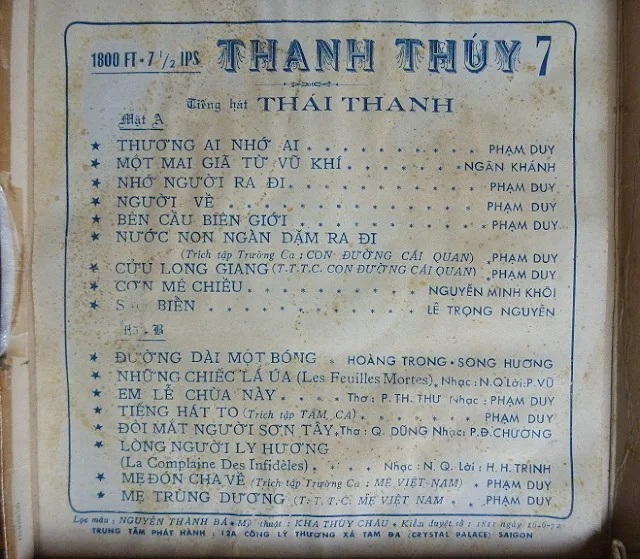 1800 FT • 7 1/2 IPS THANH THÚY 7
Tiếng hát THÁI THANH
Mặt A
★ THƯƠNG AI NHỚ AI . . . . . . . . . . PHẠM DUY
★ MỘT MAI GIÃ TỪ VŨ KHÍ . . . . . . . NGÂN KHÁNH
★ NHỚ NGƯỜI RA ĐI . . . . . . . . . . PHẠM DUY
★ NGƯỜI VỀ . . . . . . . . . . . . . PHẠM DUY
★ BÊN CẦU BIÊN GIỚI . . . . . . . . . PHẠM DUY
★ NƯỚC NON NGÀN DẶM RA ĐI
(Trích tập Trường Ca : CON ĐƯỜNG CÁI QUAN) . PHẠM DUY
★ CỬU LONG GIANG (T.T.T.C. CON ĐƯỜNG CÁI QUAN) . PHẠM DUY
★ CƠN MÊ CHIỀU . . . . . . . . . NGUYỄN MINH KHÔI
★ BIỂN . . . . . . . . . . . LÊ TRỌNG NGUYỄN
B
★ ĐƯỜNG DÀI MỘT BÓNG • HOÀNG TRỌNG • SONG HƯƠNG
★ NHỮNG CHIẾC LÁ ÚA (Les Feuilles Mortes), Nhạc : N.Q Lời : P. VŨ
★ EM LỄ CHÙA NÀY . . . . Thơ : P. TH. THƯ Nhạc : PHẠM DUY
★ TIẾNG HÁT TO (Trích tập TÂM CA) . . . . . PHẠM DUY
★ ĐÔI MẮT NGƯỜI SƠN TÂY, Thơ : Q. DŨNG Nhạc : P.Đ.CHƯƠNG
★ LÒNG NGƯỜI LY HƯƠNG
(La Complaine Des Infidèles) . . . . Nhạc : N. Q. Lời : H. H. TRINH
★ MẸ ĐÓN CHA VỀ (Trích tập Trường Ca : MẸ VIỆT NAM) . . PHẠM DUY
★ MẸ TRÙNG DƯƠNG (T. T. T. C. MẸ VIỆT NAM . . PHẠM DUY
Lọc mầu : NGUYỄN THÀNH BÁ • Mỹ thuật : KHA THÙY CHÂU • Kiểm duyệt số : 1811 ngày
TRUNG TÂM PHÁT HÀNH : 12A CÔNG LÝ THƯƠNG XÁ TAM ĐA (CRYSTAL PALACE) SAIGON